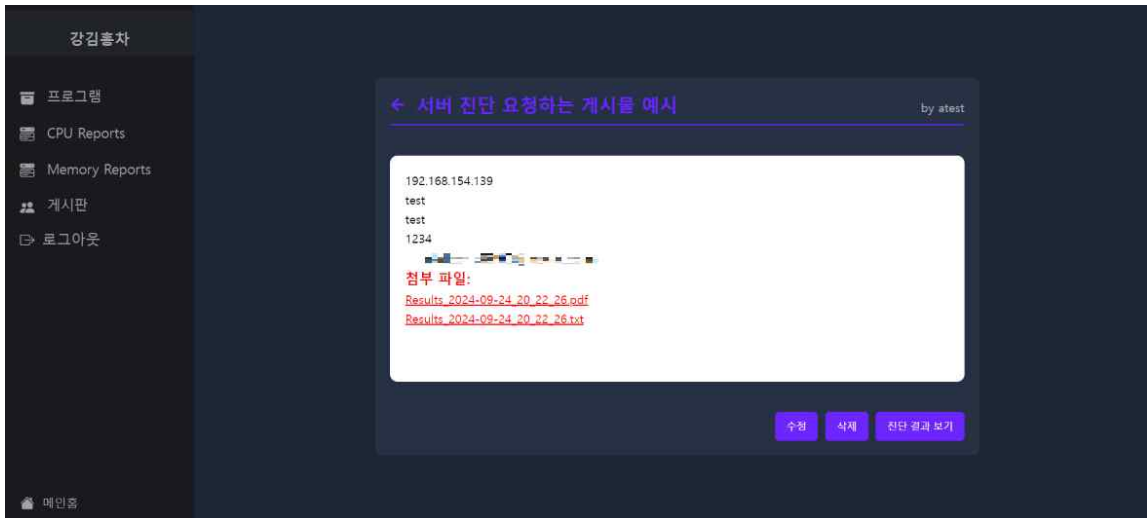 강김홍차
프로그램
CPU Reports
Memory Reports
게시판
로그아웃
메인홈
← 서버 진단 요청하는 게시물 예시
by atest
192.168.154.139
test
test
1234
첨부 파일:
Results_2024-09-24_20_22_26.pdf
Results_2024-09-24_20_22_26.txt
수정
삭제
진단 결과 보기